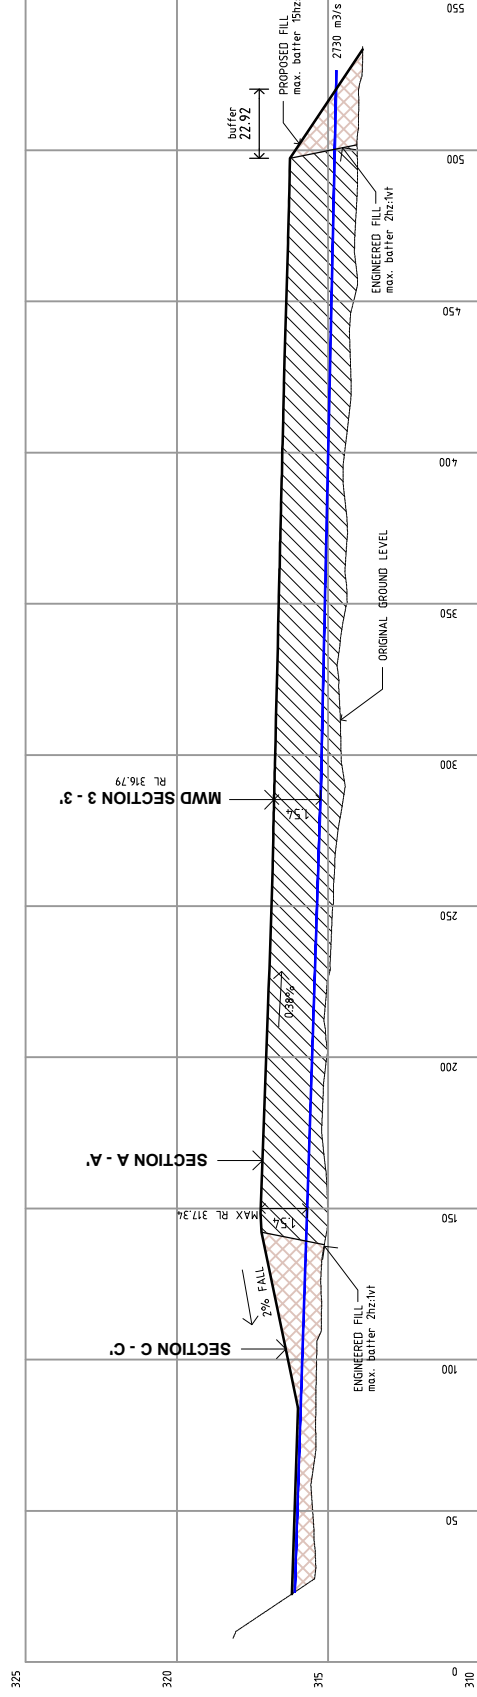 550
PROPOSED FILL
max. batter 15hz:
2730 m3/s
buffer
22.92
500
ENGINEERED FILL
max. batter 2hz:1vt
450
400
350
ORIGINAL GROUND LEVEL
300
RL 316.79
MWD SECTION 3 - 3'
1.54
250
0.38%
200
SECTION A - A'
MAX RL 317.34
1.54
150
2% FALL
SECTION C - C'
ENGINEERED FILL
max. batter 2hz:1vt
100
50
0
325
320
315
310